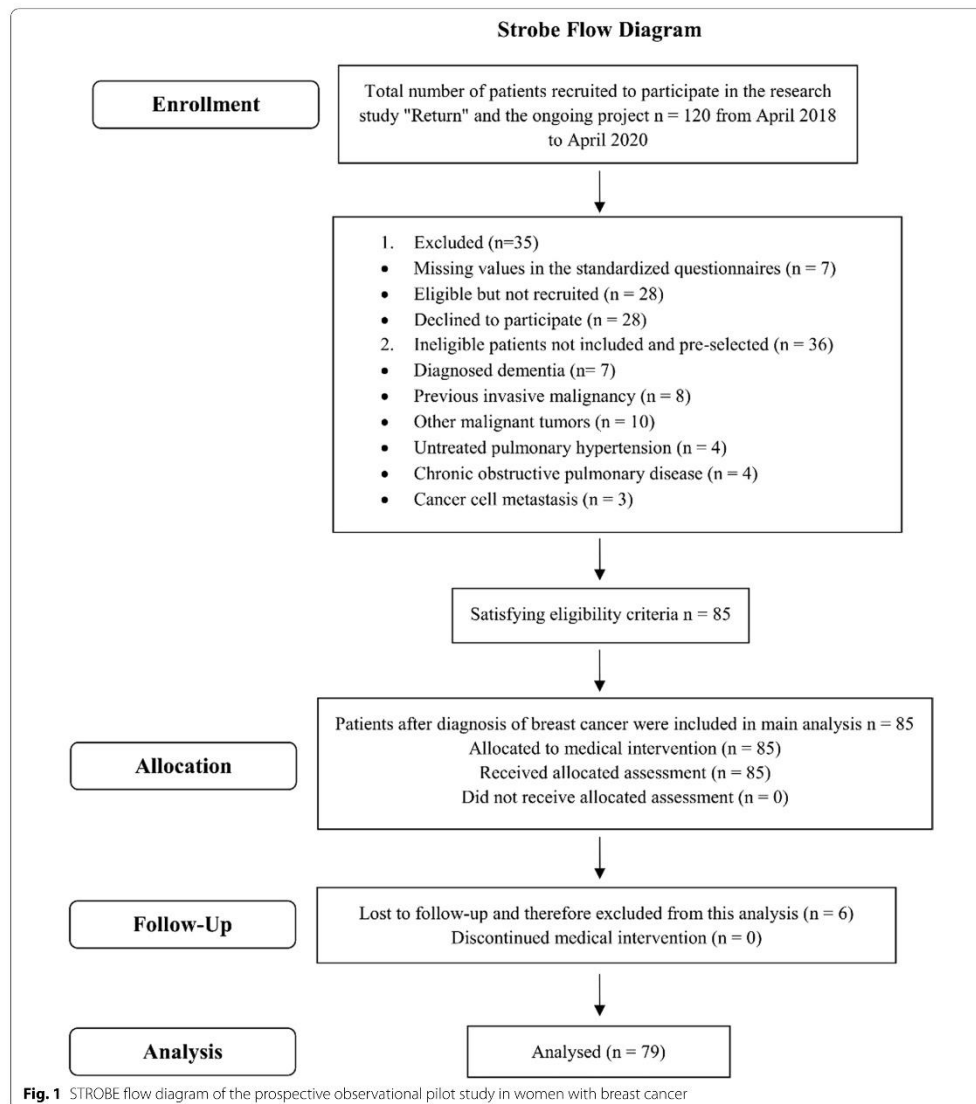 Strobe Flow Diagram
Enrollment
Total number of patients recruited to participate in the research
study "Return" and the ongoing project n = 120 from April 2018
to April 2020
1. Excluded (n=35)
• Missing values in the standardized questionnaires (n = 7)
• Eligible but not recruited (n = 28)
• Declined to participate (n = 28)
2. Ineligible patients not included and pre-selected (n = 36)
• Diagnosed dementia (n= 7)
• Previous invasive malignancy (n = 8)
• Other malignant tumors (n = 10)
• Untreated pulmonary hypertension (n = 4)
• Chronic obstructive pulmonary disease (n = 4)
• Cancer cell metastasis (n = 3)
Satisfying eligibility criteria n = 85
Allocation
Patients after diagnosis of breast cancer were included in main analysis n = 85
Allocated to medical intervention (n = 85)
Received allocated assessment (n = 85)
Did not receive allocated assessment (n = 0)
Follow-Up
Lost to follow-up and therefore excluded from this analysis (n = 6)
Discontinued medical intervention (n = 0)
Analysis
Analysed (n = 79)
Fig. 1 STROBE flow diagram of the prospective observational pilot study in women with breast cancer